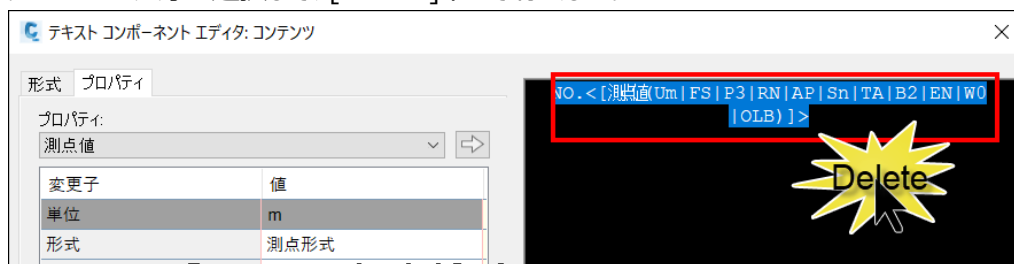 テキスト コンポーネント エディタ: コンテンツ
形式 プロパティ
プロパティ:
測点値
変更子 値
単位 m
形式 測点形式
NO.<[測点値(Um|FS|P3|RN|AP|Sn|TA|B2|EN|W0
|OLB)]>
Delete